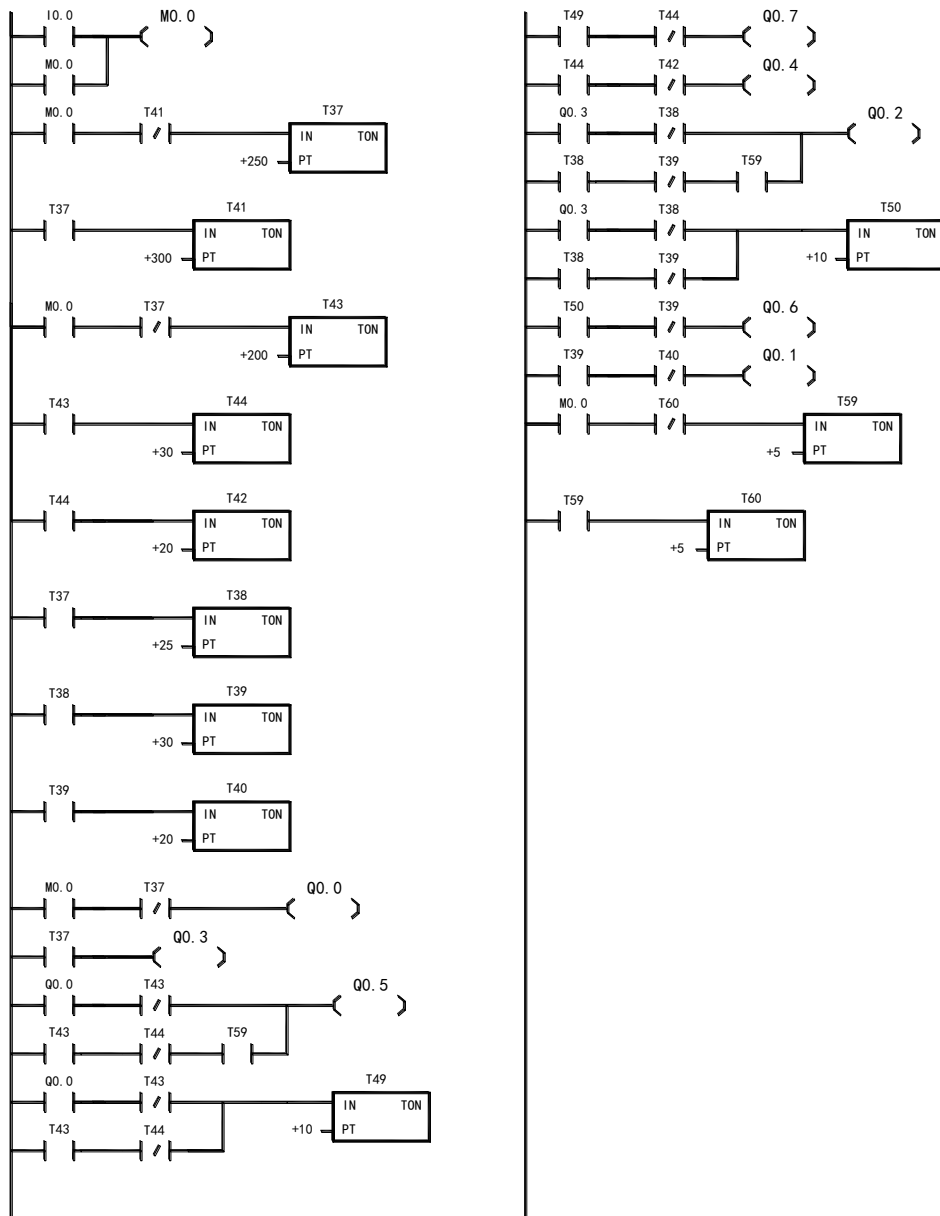 I0.0 M0.0
M0.0
M0.0 T41 T37
IN TON
+250 PT
T37 T41
IN TON
+300 PT
M0.0 T37 T43
IN TON
+200 PT
T43 T44
IN TON
+30 PT
T44 T42
IN TON
+20 PT
T37 T38
IN TON
+25 PT
T38 T39
IN TON
+30 PT
T39 T40
IN TON
+20 PT
M0.0 T37 Q0.0
T37 Q0.3
Q0.0 T43 Q0.5
T43 T44 T59
Q0.0 T43 T49
IN TON
+10 PT
T43 T44
T49 T44 Q0.7
T44 T42 Q0.4
Q0.3 T38 Q0.2
T38 T39 T59
Q0.3 T38 T50
IN TON
+10 PT
T38 T39
T50 T39 Q0.6
T39 T40 Q0.1
M0.0 T60 T59
IN TON
+5 PT
T59 T60
IN TON
+5 PT